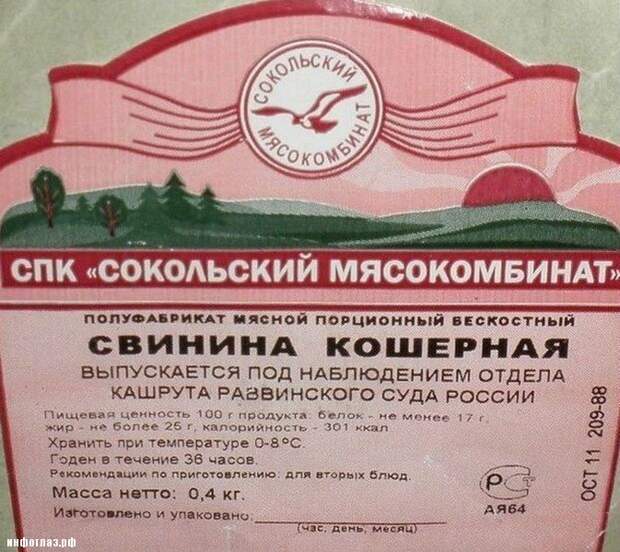 СОКОЛЬСКИЙ
МЯСОКОМБИНАТ
СПК «СОКОЛЬСКИЙ МЯСОКОМБИНАТ»
ПОЛУФАБРИКАТ МЯСНОЙ ПОРЦИОННЫЙ БЕСКОСТНЫЙ
СВИНИНА КОШЕРНАЯ
ВЫПУСКАЕТСЯ ПОД НАБЛЮДЕНИЕМ ОТДЕЛА
КАШРУТА РАВВИНСКОГО СУДА РОССИИ
Пищевая ценность 100 г продукта: белок - не менее 17 г,
жир - не более 25 г, калорийность - 301 ккал
Хранить при температуре 0-8°С.
Годен в течение 36 часов.
Рекомендации по приготовлению: для вторых блюд.
Масса нетто: 0,4 кг.
Изготовлено и упаковано:
(час, день, месяц)
РСТ
АЯ64
ОСТ 11 209-88
инфоглаз.рф